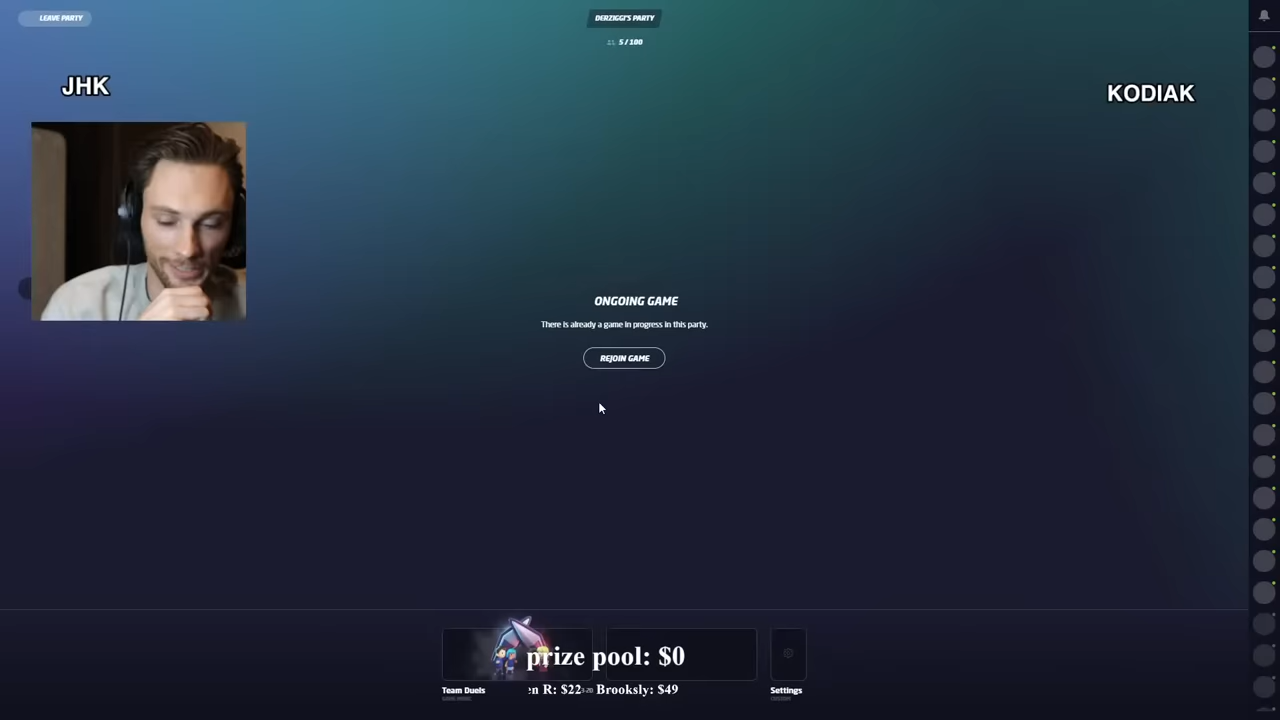 LEAVE PARTY
DERZIGGI'S PARTY
5 / 100
JHK
KODIAK
ONGOING GAME
There is already a game in progress in this party.
REJOIN GAME
prize pool: $0
Team Duels
en R: $22
Brooksly: $49
Settings